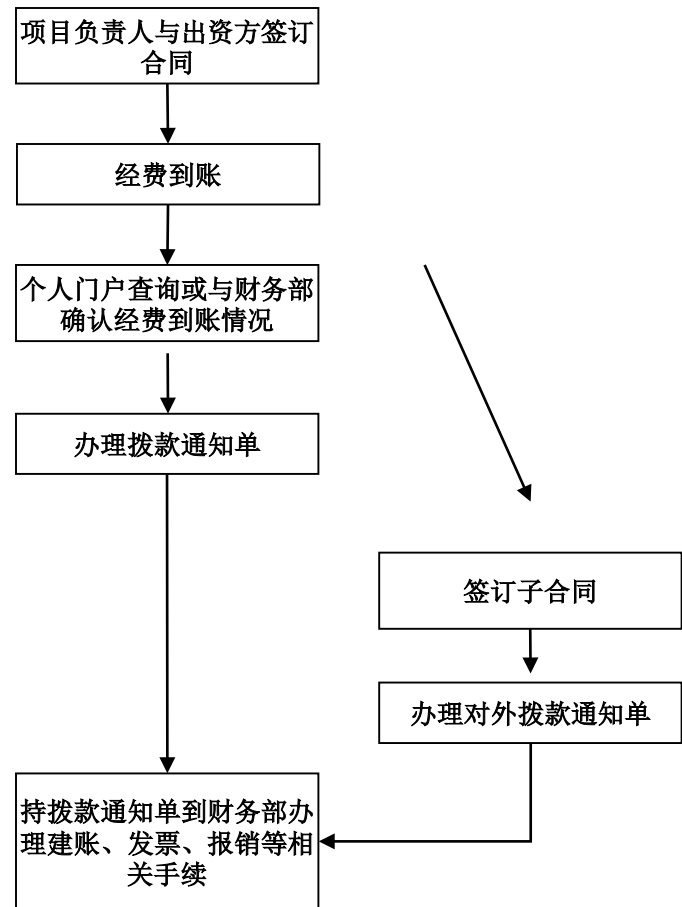 项目负责人与出资方签订
合同
经费到账
个人门户查询或与财务部
确认经费到账情况
办理拨款通知单
签订子合同
办理对外拨款通知单
持拨款通知单到财务部办
理建账、发票、报销等相
关手续